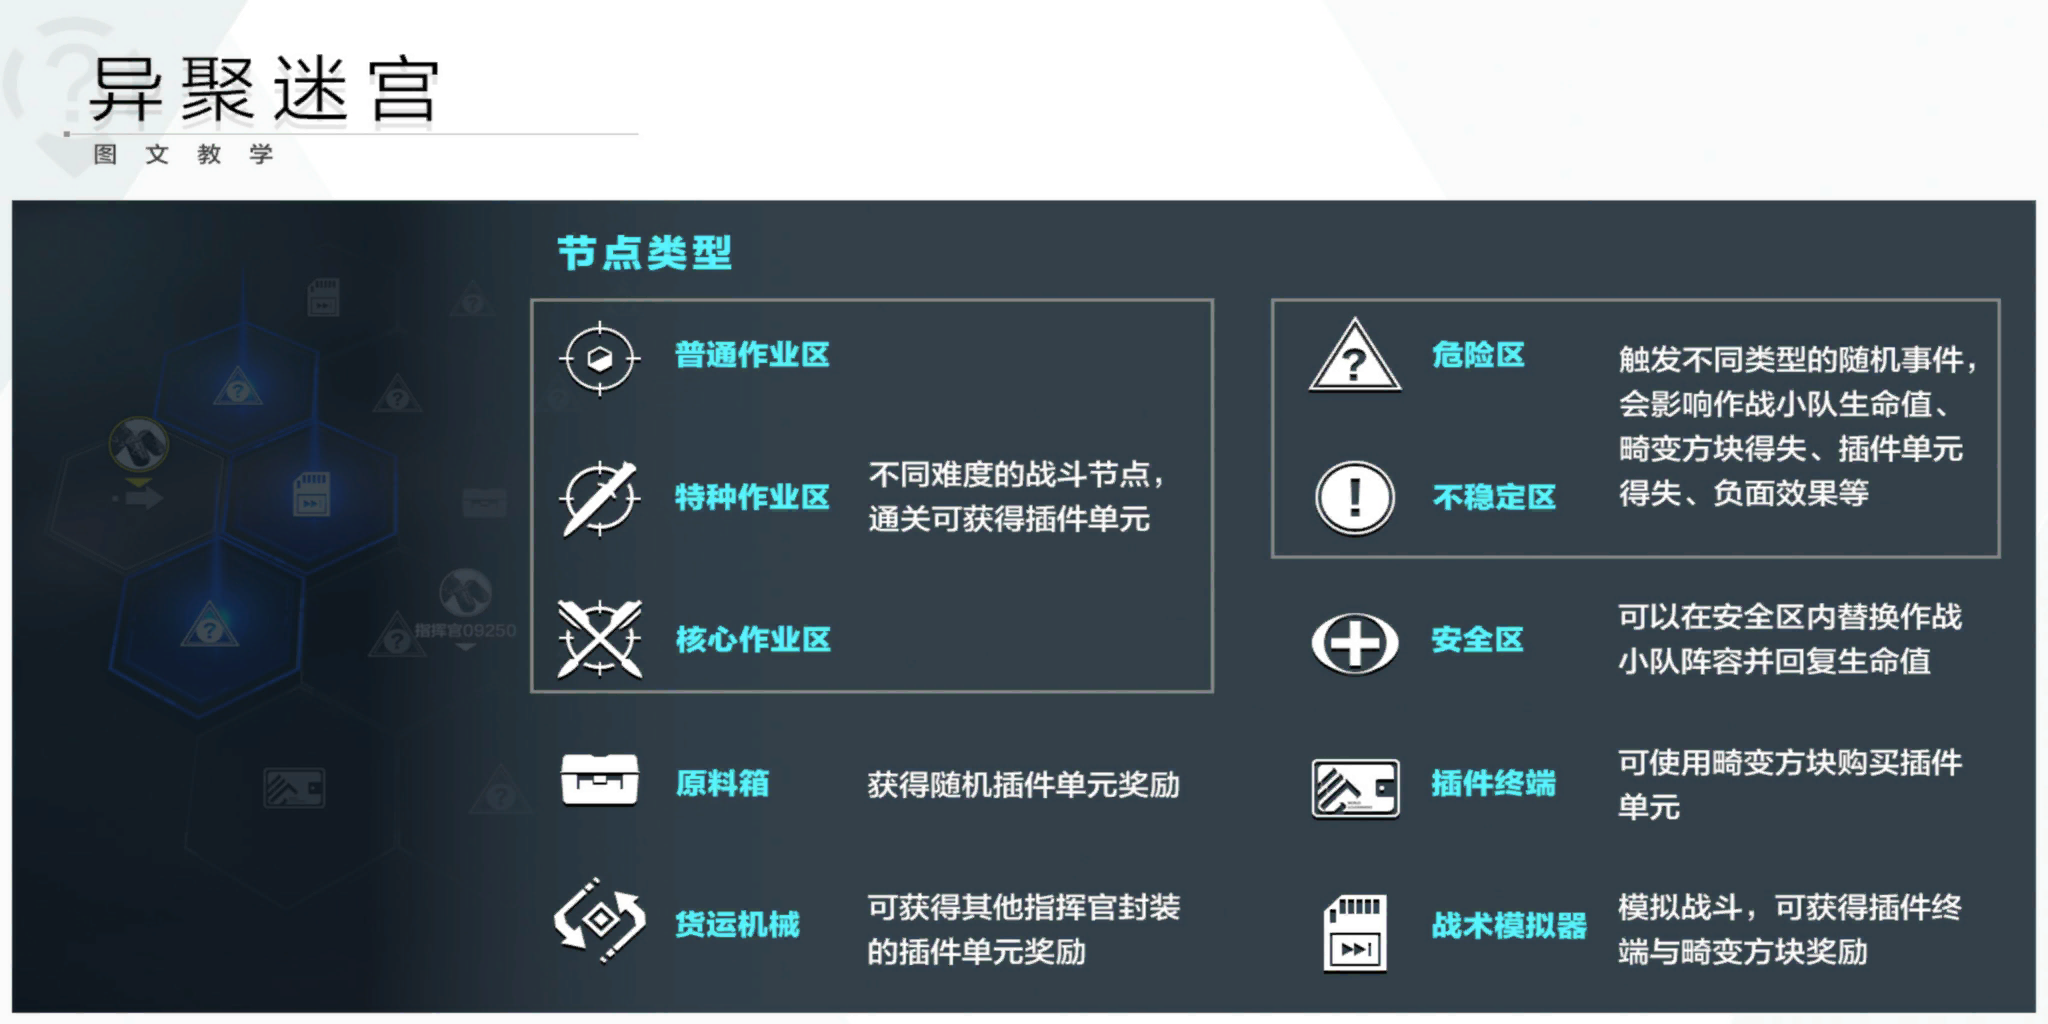 异聚迷宫
图文教学
节点类型
普通作业区
特种作业区
核心作业区
不同难度的战斗节点，
通关可获得插件单元
原料箱
获得随机插件单元奖励
货运机械
可获得其他指挥官封装
的插件单元奖励
危险区
不稳定区
触发不同类型的随机事件，
会影响作战小队生命值、
畸变方块得失、插件单元
得失、负面效果等
安全区
可以在安全区内替换作战
小队阵容并回复生命值
插件终端
可使用畸变方块购买插件
单元
战术模拟器
模拟战斗，可获得插件终
端与畸变方块奖励
指挥官09250